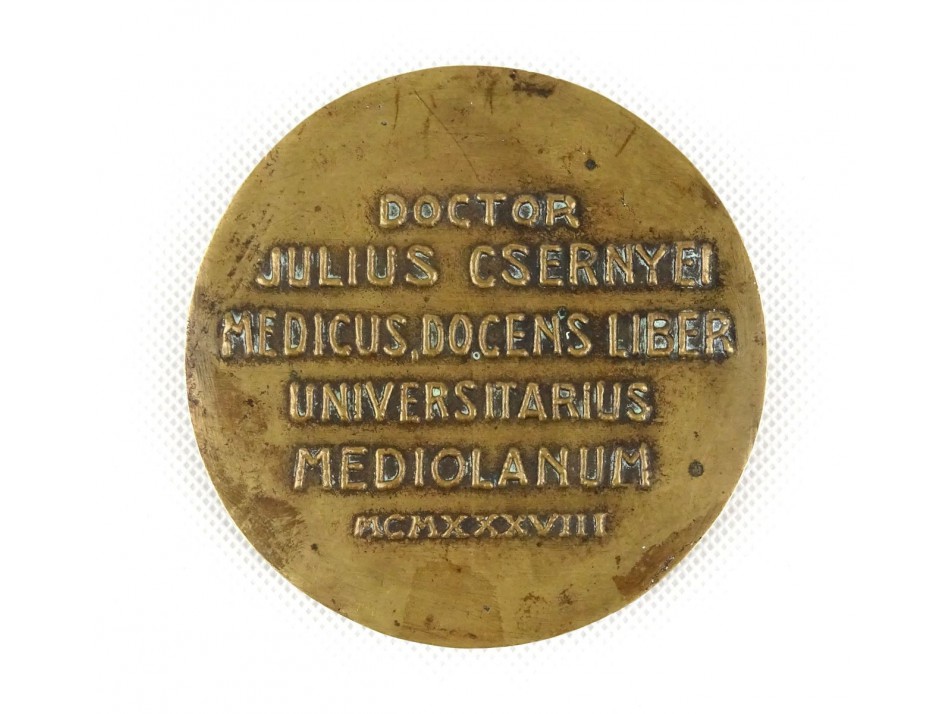 DOCTOR
JULIUS CSERNYEI
MEDICUS,DOCENS LIBER
UNIVERSITARIUS
MEDIOLANUM
MCMXXXVIII